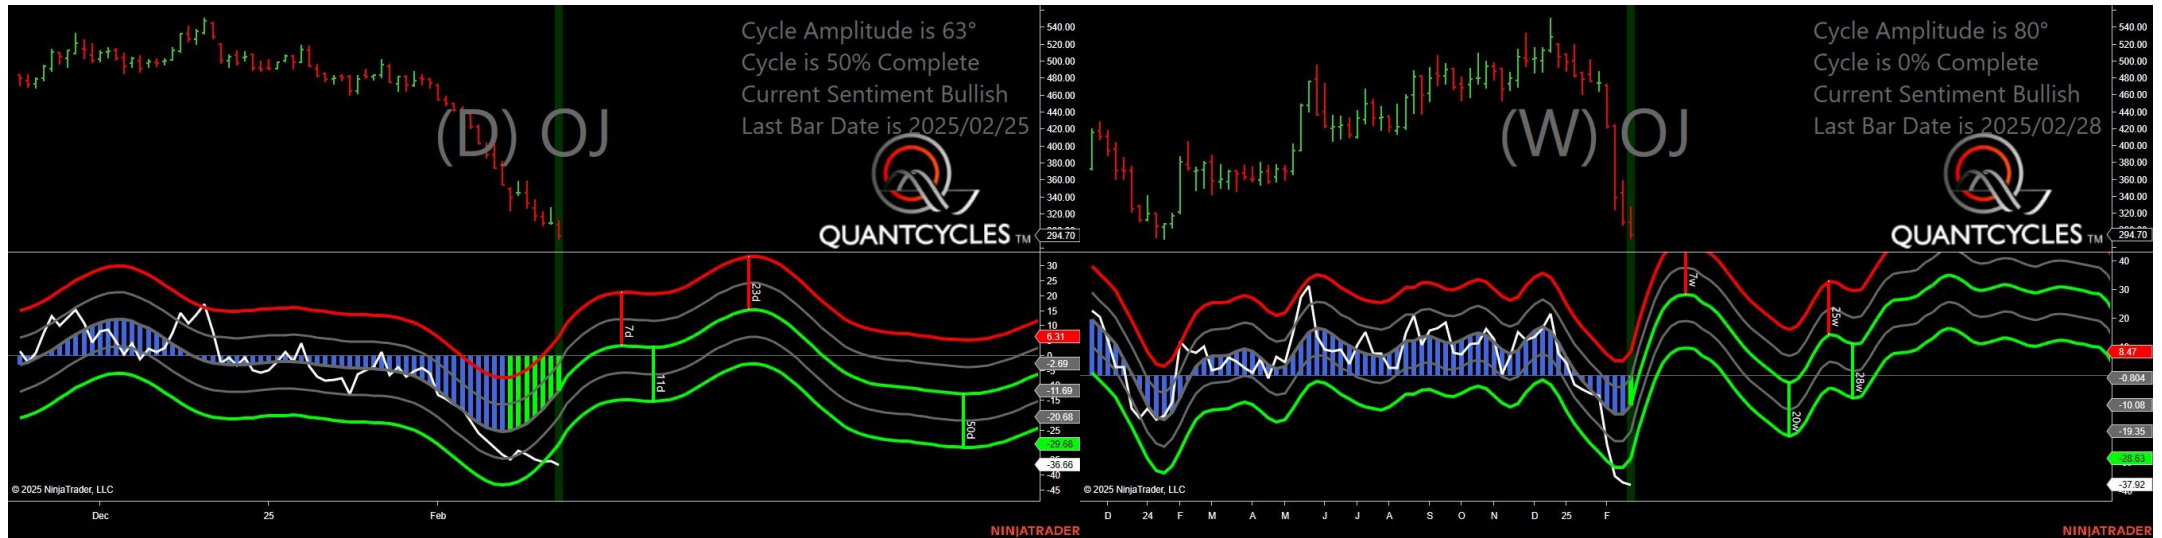 Cycle Amplitude is 63°
Cycle is 50% Complete
Current Sentiment Bullish
Last Bar Date is 2025/02/25
(D) OJ
QUANTCYCLES TM
540.00
520.00
500.00
480.00
460.00
440.00
420.00
400.00
380.00
360.00
340.00
320.00
294.70
30
25
20
15
10
6.31
-2.69
-11.69
-15
-20.68
-25
-29.68
-36.66
-40
-45
7d
11d
23d
50d
© 2025 NinjaTrader, LLC
Dec
25
Feb
NINJATRADER
Cycle Amplitude is 80°
Cycle is 0% Complete
Current Sentiment Bullish
Last Bar Date is 2025/02/28
(W) OJ
QUANTCYCLES TM
540.00
520.00
500.00
480.00
460.00
440.00
420.00
400.00
380.00
360.00
340.00
320.00
294.70
40
30
20
8.47
-0.804
-10.08
-19.35
-28.63
-37.92
7w
20w
28w
© 2025 NinjaTrader, LLC
D 24 F M A M J J A S O N D 25 F
NINJATRADER